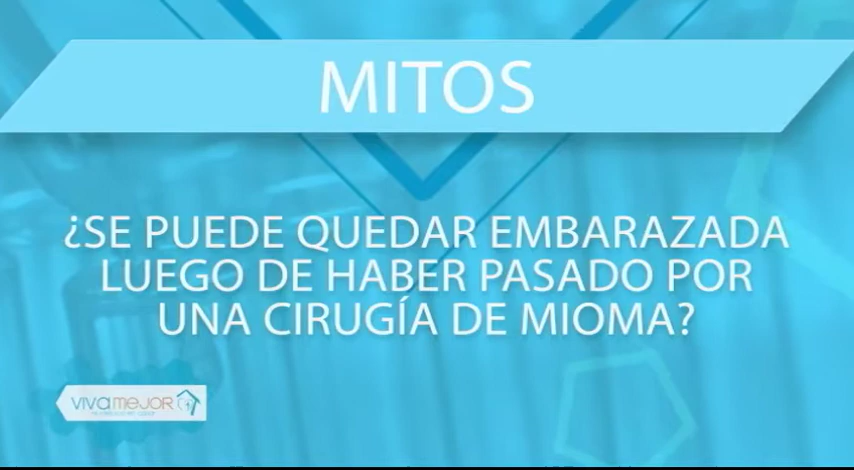 MITOS
¿SE PUEDE QUEDAR EMBARAZADA
LUEGO DE HABER PASADO POR
UNA CIRUGÍA DE MIOMA?
VIVAMEJOR